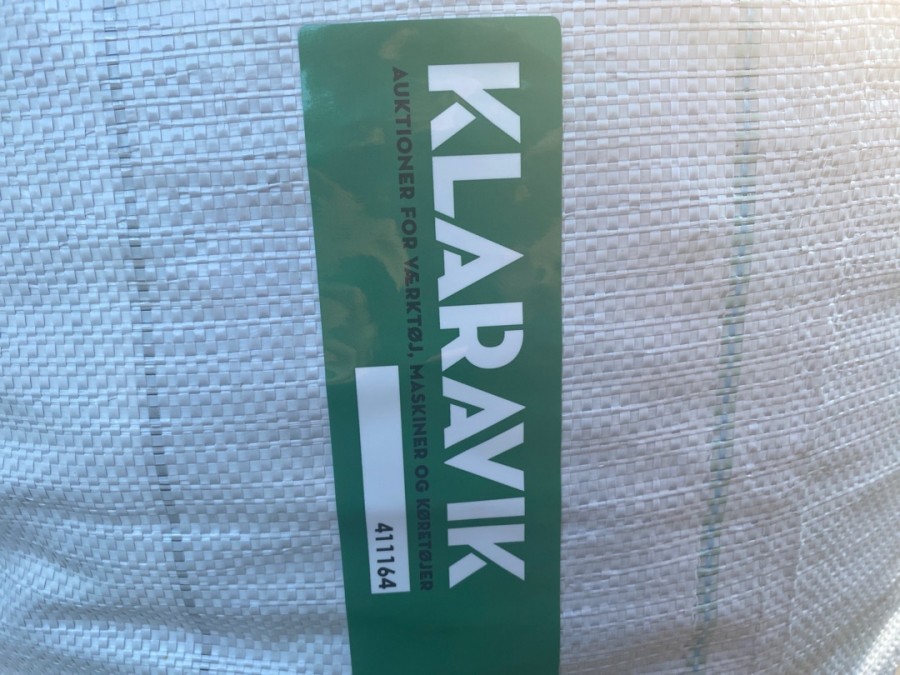 KLARAVIK
AUKTIONER FOR VÆRKTØJ, MASKINER OG KØRETØJER
411164